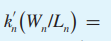 k′ₙ(Wₙ/Lₙ) =